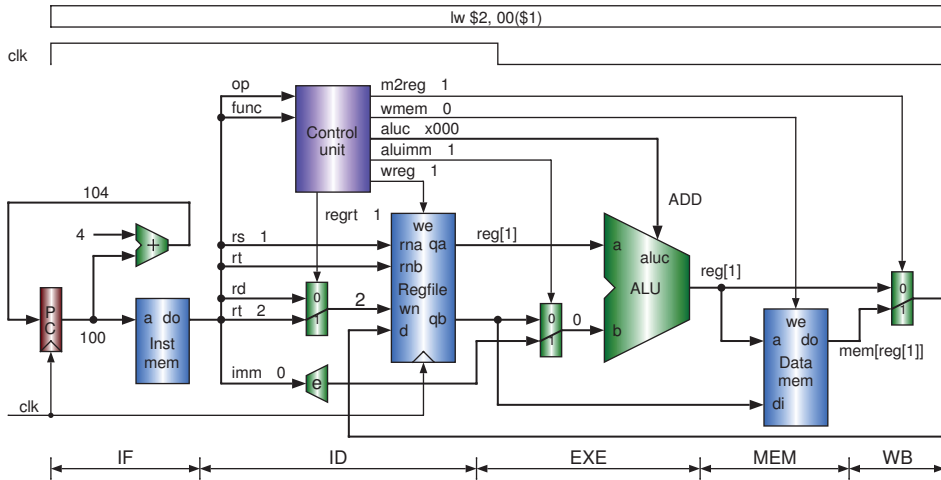 lw $2, 00($1)
clk
op
func
Control
unit
m2reg 1
wmem 0
aluc x000
aluimm 1
wreg 1
regrt 1
ADD
104
4
+
P
C
100
a do
Inst
mem
rs 1
rt
rd
rt 2
imm 0
e
0
1
2
we
rna qa
rnb
Regfile
wn qb
d
reg[1]
0
1
0
a
aluc
ALU
b
reg[1]
we
a do
Data
mem
di
mem[reg[1]]
0
1
clk
IF
ID
EXE
MEM
WB